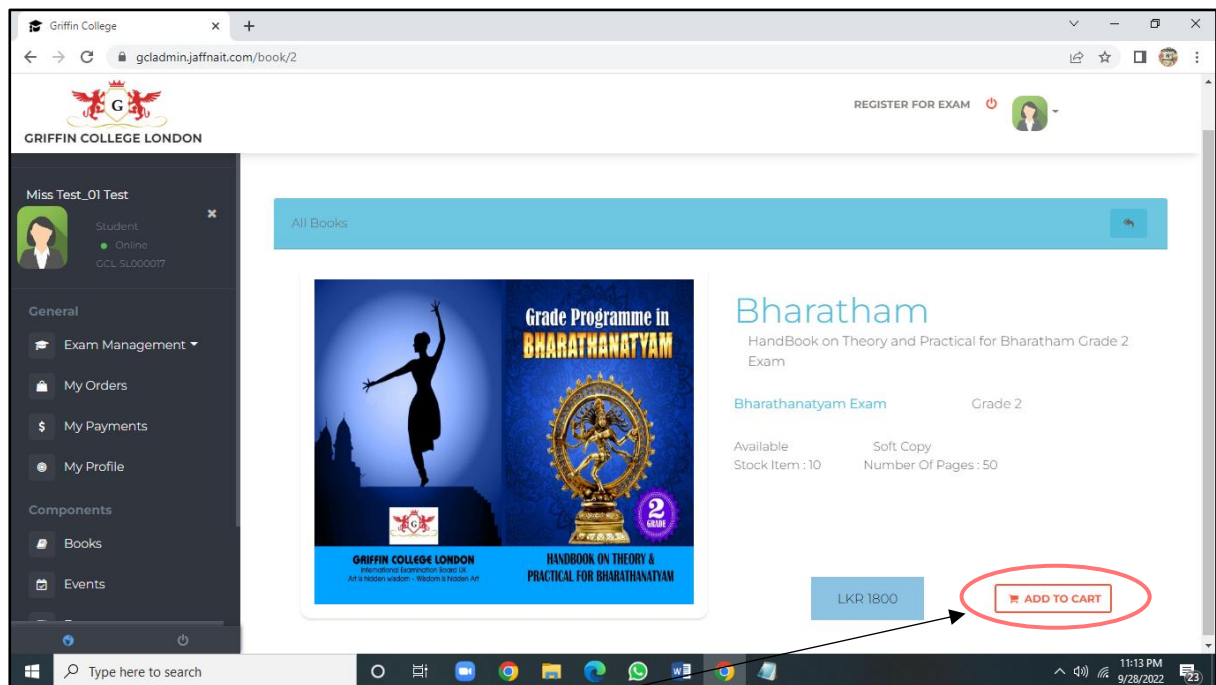 Griffin College
gcladmin.jaffnait.com/book/2
G
GRIFFIN COLLEGE LONDON
REGISTER FOR EXAM
Miss Test_01 Test
Student
Online
GCL-SL000017
General
Exam Management
My Orders
My Payments
My Profile
Components
Books
Events
All Books
Grade Programme in
BHARATHANATYAM
2
GRADE
G
GRIFFIN COLLEGE LONDON
International Examination Board UK
Art is hidden wisdom - Wisdom is hidden Art
HANDBOOK ON THEORY &
PRACTICAL FOR BHARATHANATYAM
Bharatham
HandBook on Theory and Practical for Bharatham Grade 2
Exam
Bharathanatyam Exam Grade 2
Available Soft Copy
Stock Item : 10 Number Of Pages : 50
LKR 1800
ADD TO CART
Type here to search
11:13 PM
9/28/2022
23